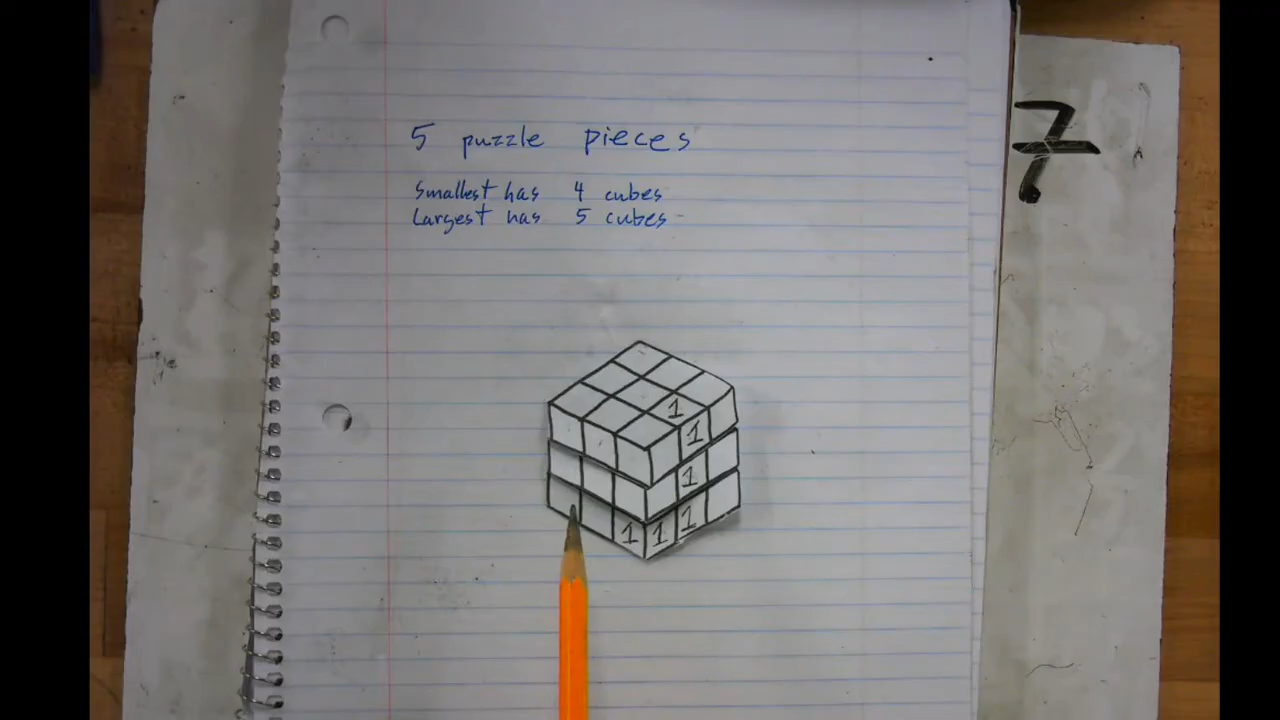 5 puzzle pieces
Smallest has 4 cubes
Largest has 5 cubes
7
1
1
1
1 1 1